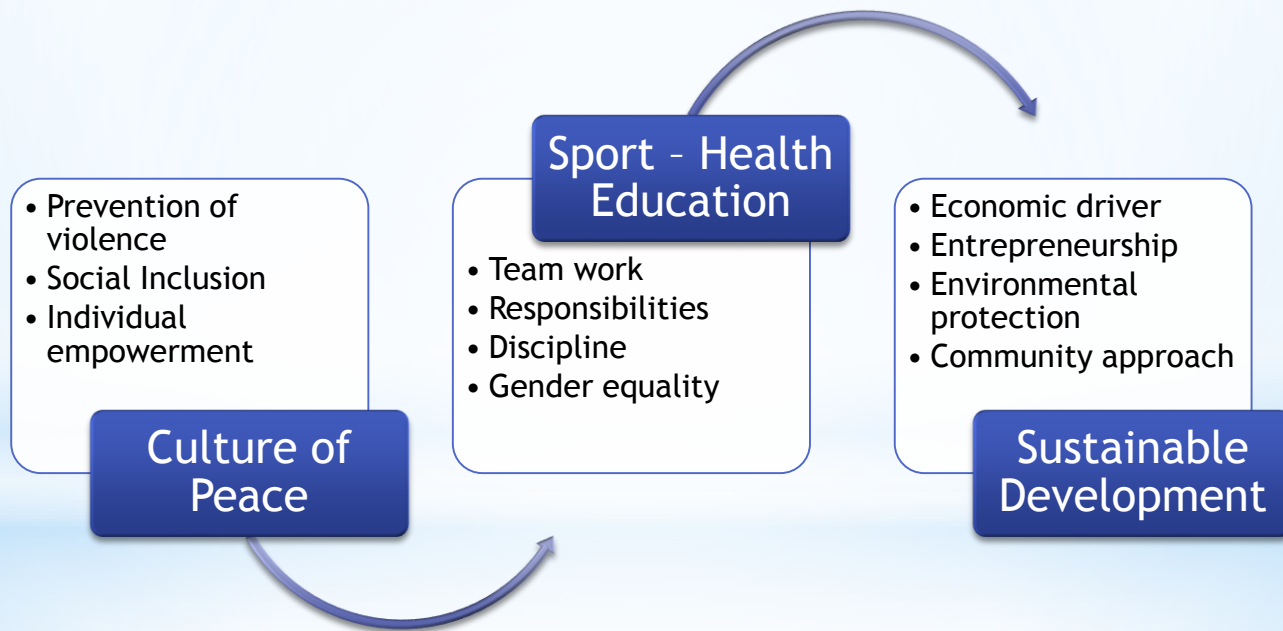 • Prevention of
violence
• Social Inclusion
• Individual
empowerment
Culture of
Peace
Sport – Health
Education
• Team work
• Responsibilities
• Discipline
• Gender equality
• Economic driver
• Entrepreneurship
• Environmental
protection
• Community approach
Sustainable
Development